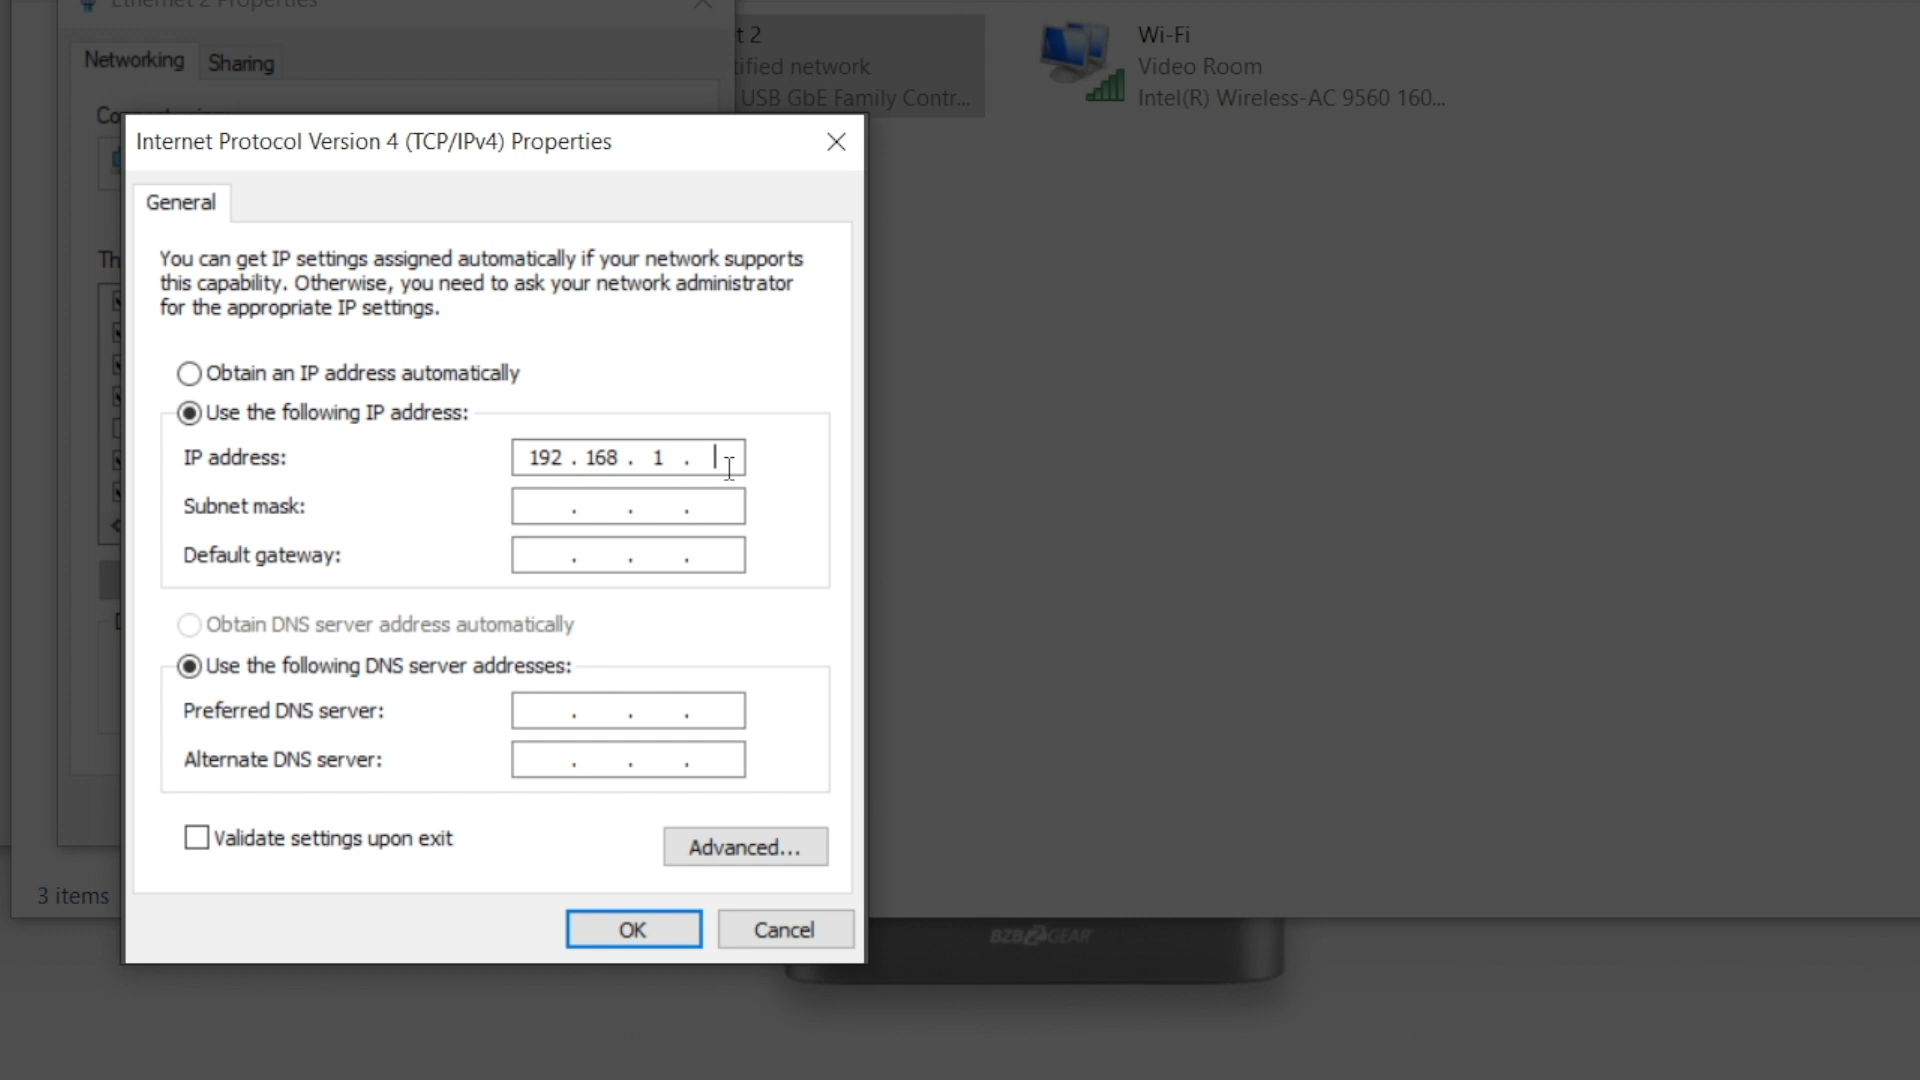 Ethernet 2 Properties
Networking
Sharing
t 2
tified network
USB GbE Family Contr...
Wi-Fi
Video Room
Intel(R) Wireless-AC 9560 160...
Co
Internet Protocol Version 4 (TCP/IPv4) Properties
General
Th
You can get IP settings assigned automatically if your network supports
this capability. Otherwise, you need to ask your network administrator
for the appropriate IP settings.
Obtain an IP address automatically
Use the following IP address:
IP address: 192 . 168 . 1 .
Subnet mask: . . .
Default gateway: . . .
Obtain DNS server address automatically
Use the following DNS server addresses:
Preferred DNS server: . . .
Alternate DNS server: . . .
Validate settings upon exit
Advanced...
3 items
OK
Cancel
BZBGEAR